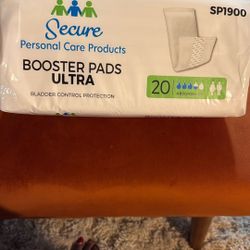 SP1900
Secure
Personal Care Products
BOOSTER PADS
ULTRA
20
BLADDER CONTROL PROTECTION